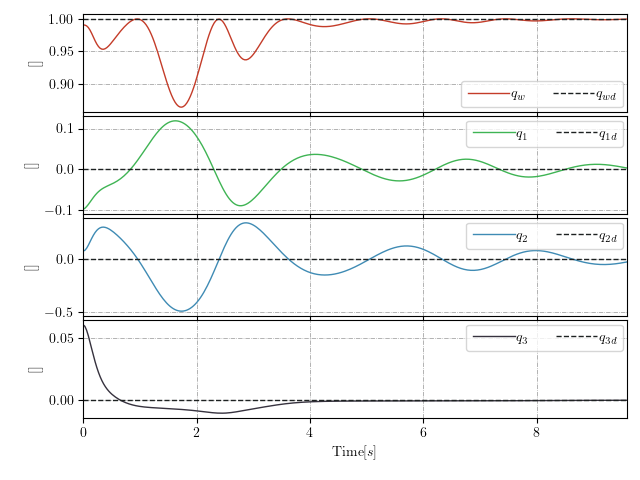 1.00
0.95
0.90
[]
q_w q_wd
0.1
0.0
−0.1
[]
q_1 q_1d
0.0
−0.5
[]
q_2 q_2d
0.05
0.00
[]
q_3 q_3d
0 2 4 6 8
Time[s]